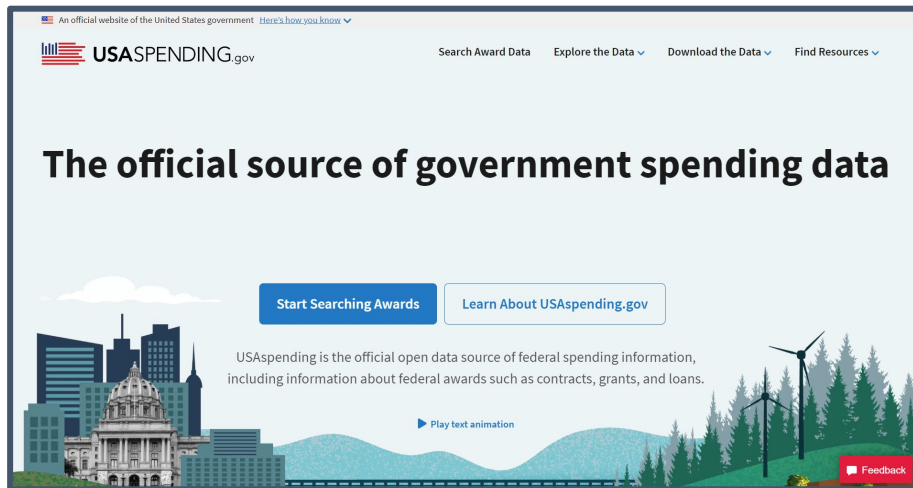 An official website of the United States government Here's how you know
USASPENDING.gov
Search Award Data Explore the Data Download the Data Find Resources
The official source of government spending data
Start Searching Awards Learn About USAspending.gov
USAspending is the official open data source of federal spending information,
including information about federal awards such as contracts, grants, and loans.
Play text animation
Feedback